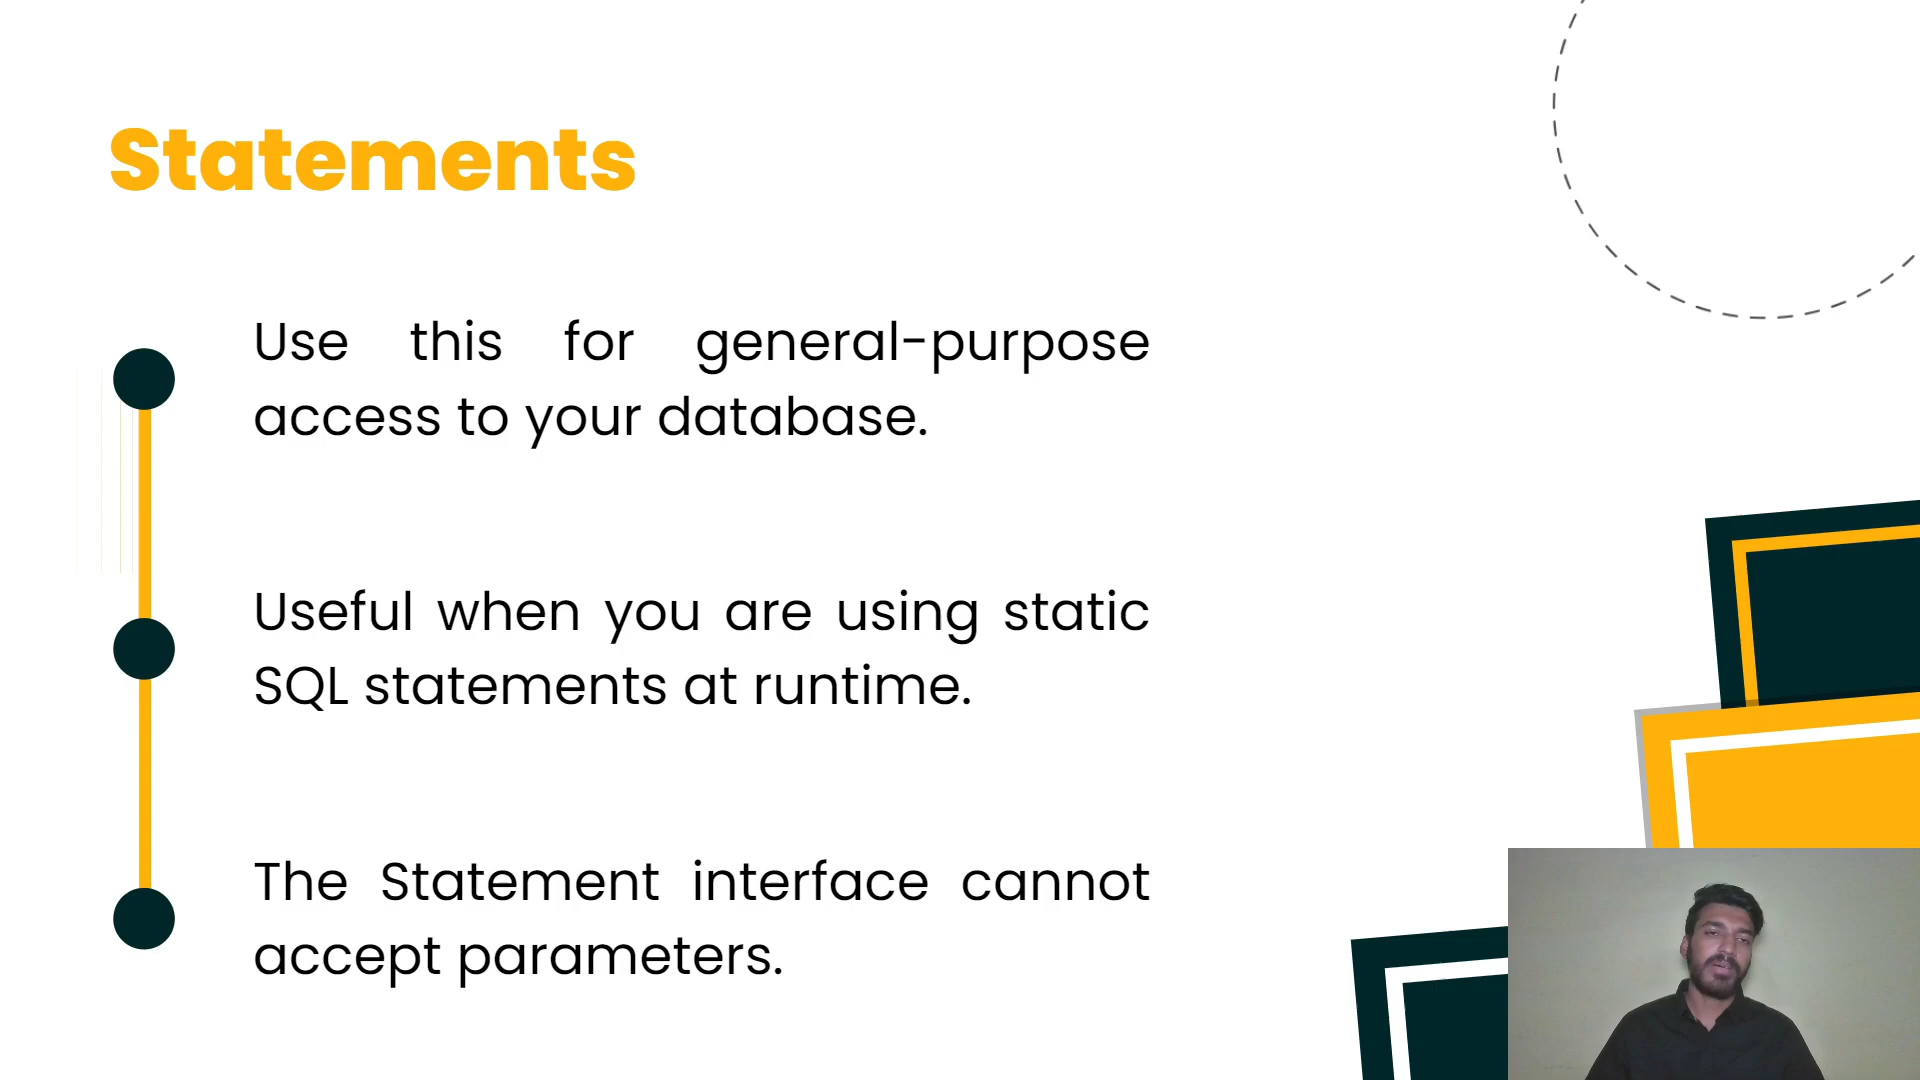 Statements
Use this for general-purpose
access to your database.
Useful when you are using static
SQL statements at runtime.
The Statement interface cannot
accept parameters.